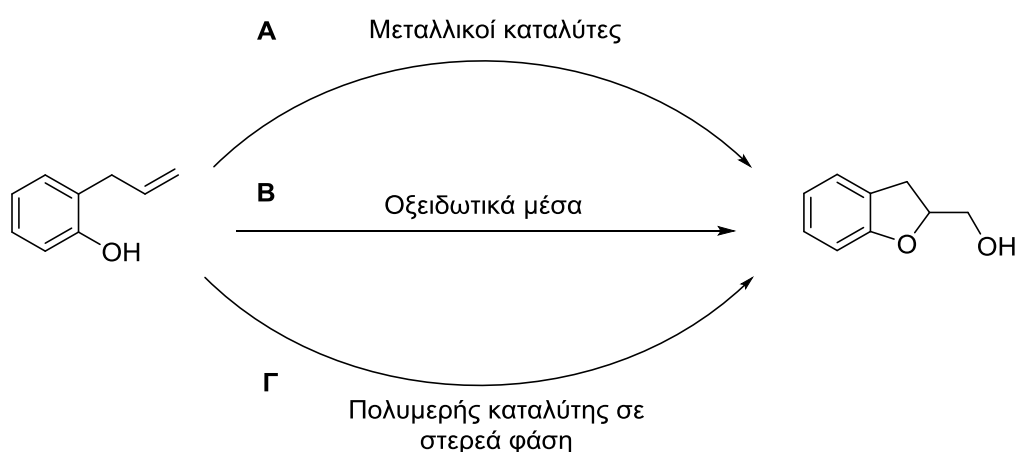 Α Μεταλλικοί καταλύτες
Β Οξειδωτικά μέσα
OH
O
OH
Γ
Πολυμερής καταλύτης σε
στερεά φάση